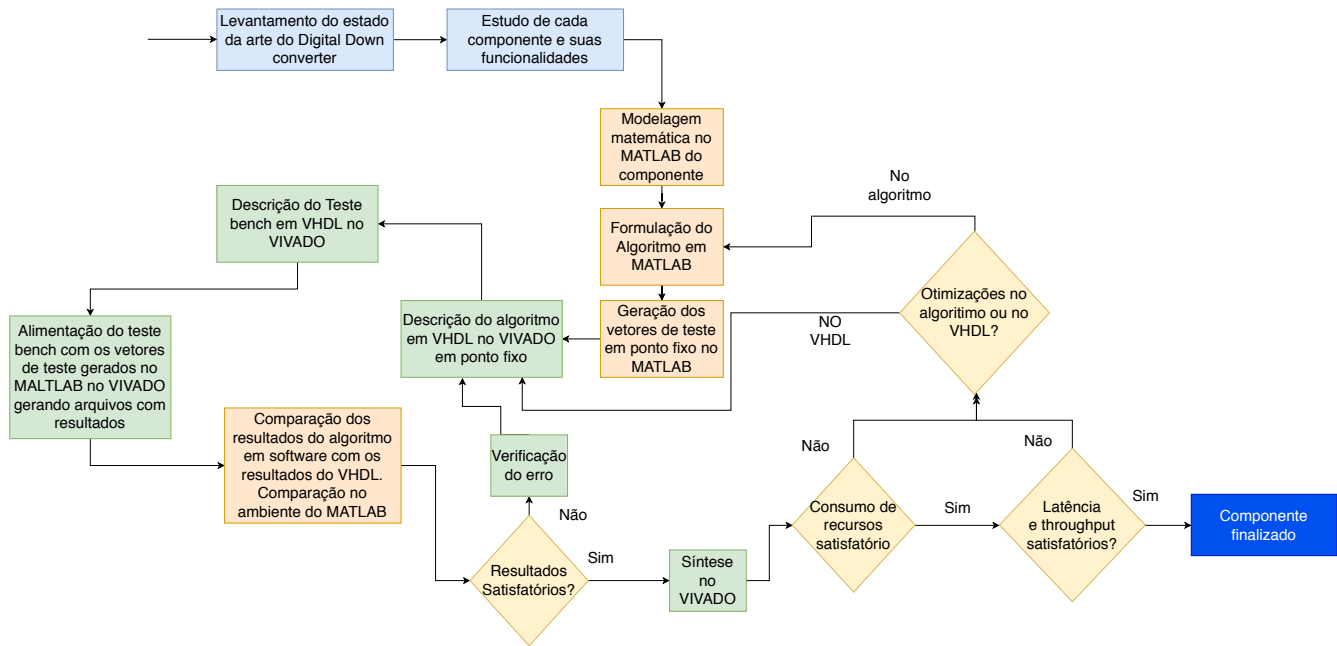 Levantamento do estado
da arte do Digital Down
converter
Estudo de cada
componente e suas
funcionalidades
Modelagem
matemática no
MATLAB do
componente
No
algoritmo
Descrição do Teste
bench em VHDL no
VIVADO
Formulação do
Algoritmo em
MATLAB
Otimizações no
algoritimo ou no
VHDL?
Descrição do algoritmo
em VHDL no VIVADO
em ponto fixo
Geração dos
vetores de teste
em ponto fixo no
MATLAB
NO
VHDL
Alimentação do teste
bench com os vetores
de teste gerados no
MALTLAB no VIVADO
gerando arquivos com
resultados
Comparação dos
resultados do algoritmo
em software com os
resultados do VHDL.
Comparação no
ambiente do MATLAB
Verificação
do erro
Não
Resultados
Satisfatórios?
Sim
Síntese
no
VIVADO
Não
Consumo de
recursos
satisfatório
Sim
Não
Latência
e throughput
satisfatórios?
Sim
Componente
finalizado